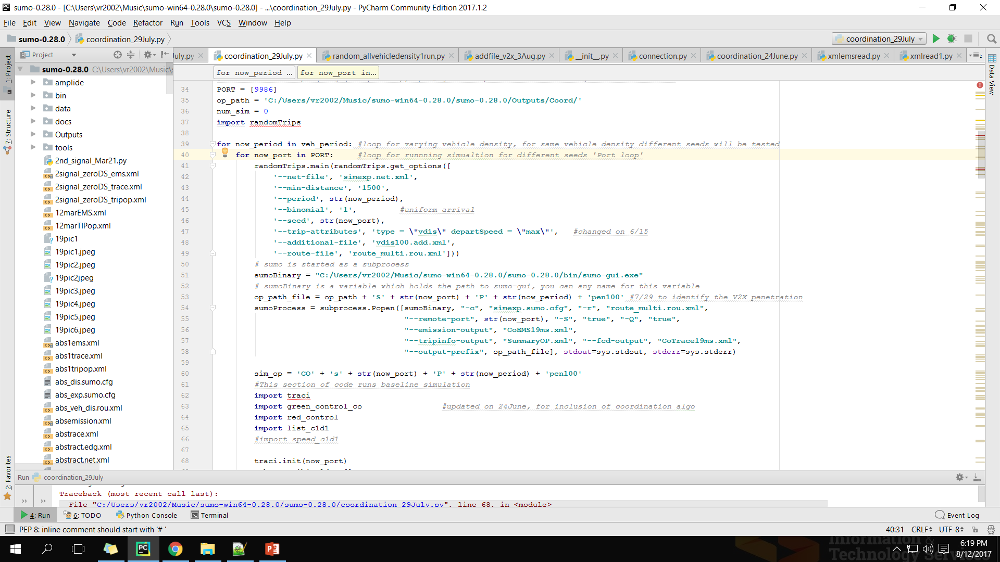 sumo-0.28.0 - [C:\Users\vr2002\Music\sumo-win64-0.28.0\sumo-0.28.0] - ...\coordination_29July.py - PyCharm Community Edition 2017.1.2
File Edit View Navigate Code Refactor Run Tools VCS Window Help
sumo-0.28.0 coordination_29July.py coordination_29July
Project uly.py coordination_29July.py random_allvehicledensity1run.py addfile_v2x_3Aug.py __init__.py connection.py coordination_24June.py xmlemsread.py xmlread1.py
1: Project
7: Structure
2: Favorites
Data View
sumo-0.28.0 C:\Users\vr2002\Music\
amplide
bin
data
docs
Outputs
tools
2nd_signal_Mar21.py
2signal_zeroDS_ems.xml
2signal_zeroDS_trace.xml
2signal_zeroDS_tripop.xml
12marEMS.xml
12marTIPop.xml
19pic1
19pic1.jpeg
19pic2.jpeg
19pic2jpeg
19pic3.jpeg
19pic4.jpeg
19pic5.jpeg
19pic6.jpeg
abs1ems.xml
abs1trace.xml
abs1tripop.xml
abs_dis.sumo.cfg
abs_exp.sumo.cfg
abs_veh_dis.rou.xml
absemission.xml
abstrace.xml
abstract.edg.xml
abstract.net.xml
for now_period ... for now_port in...
34 PORT = [9986]
35 op_path = 'C:/Users/vr2002/Music/sumo-win64-0.28.0/sumo-0.28.0/Outputs/Coord/'
36 num_sim = 0
37 import randomTrips
38
39 for now_period in veh_period: #loop for varying vehicle density, for same vehicle density different seeds will be tested
40 for now_port in PORT: #loop for runnning simualtion for different seeds 'Port loop'
41 randomTrips.main(randomTrips.get_options([
42 '--net-file', 'simexp.net.xml',
43 '--min-distance', '1500',
44 '--period', str(now_period),
45 '--binomial', '1', #uniform arrival
46 '--seed', str(now_port),
47 '--trip-attributes', 'type = \"vdis\" departSpeed = \"max\"', #changed on 6/15
48 '--additional-file', 'vdis100.add.xml',
49 '--route-file', 'route_multi.rou.xml']))
50 # sumo is started as a subprocess
51 sumoBinary = "C:/Users/vr2002/Music/sumo-win64-0.28.0/sumo-0.28.0/bin/sumo-gui.exe"
52 # sumoBinary is a variable which holds the path to sumo-gui, you can any name for this variable
53 op_path_file = op_path + 'S' + str(now_port) + 'P' + str(now_period) + 'pen100' #7/29 to identify the V2X penetration
54 sumoProcess = subprocess.Popen([sumoBinary, "-c", "simexp.sumo.cfg", "-r", "route_multi.rou.xml",
55 "--remote-port", str(now_port), "-S", "true", "-Q", "true",
56 "--emission-output", "CoEMS19ms.xml",
57 "--tripinfo-output", "SummaryOP.xml", "--fcd-output", "CoTrace19ms.xml",
58 "--output-prefix", op_path_file], stdout=sys.stdout, stderr=sys.stderr)
59
60 sim_op = 'CO' + 's' + str(now_port) + 'P' + str(now_period) + 'pen100'
61 #This section of code runs baseline simulation
62 import traci
63 import green_control_co #updated on 24June, for inclusion of coordination algo
64 import red_control
65 import list_c1d1
66 #import speed_c1d1
67
68 traci.init(now_port)
Run coordination_29July
Traceback (most recent call last):
File "C:/Users/vr2002/Music/sumo-win64-0.28.0/sumo-0.28.0/coordination_29July.py", line 68, in <module>
4: Run 6: TODO Python Console Terminal Event Log
PEP 8: inline comment should start with '# ' 40:31 CRLF UTF-8
Information &
Technology Services
6:19 PM
8/12/2017